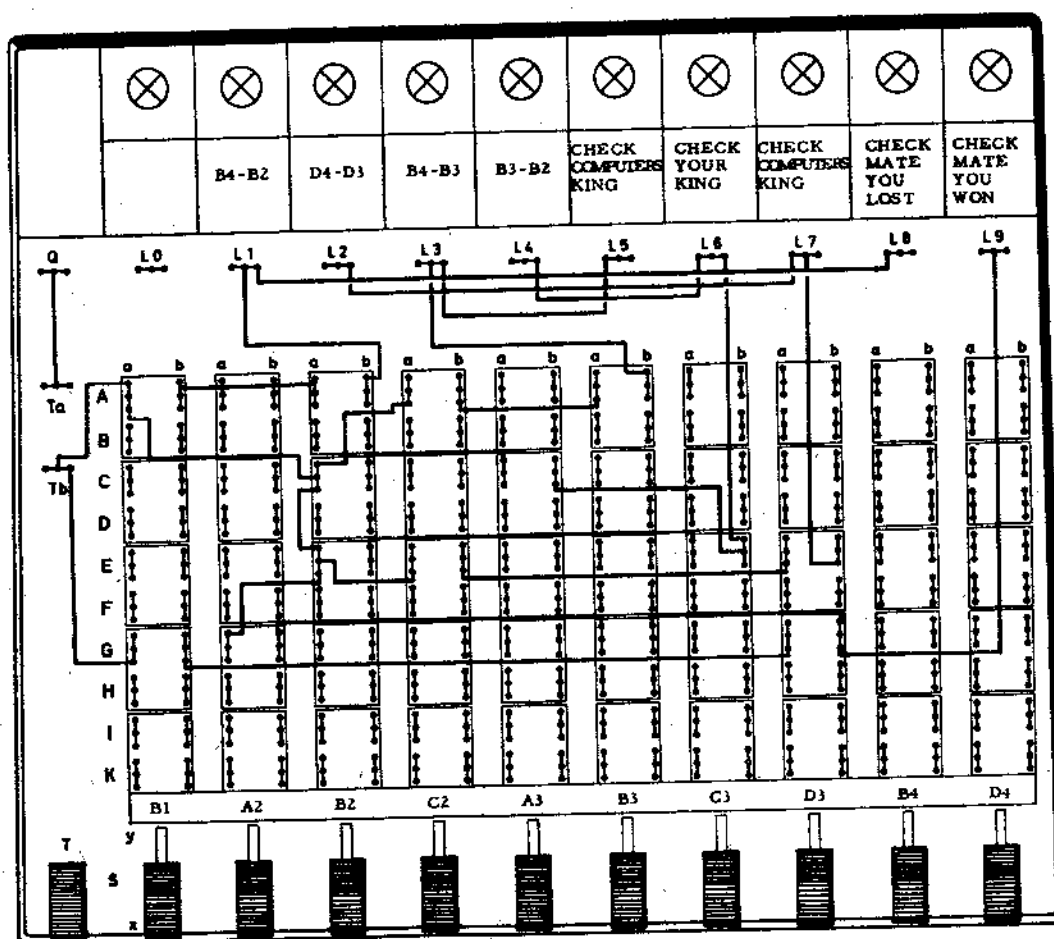 B4-B2
D4-D3
B4-B3
B3-B2
CHECK
COMPUTERS
KING
CHECK
YOUR
KING
CHECK
COMPUTERS
KING
CHECK
MATE
YOU
LOST
CHECK
MATE
YOU
WON
Q L0 L1 L2 L3 L4 L5 L6 L7 L8 L9
a b a b a b a b a b a b a b a b a b a b
Ta A
B
Tb C
D
E
F
G
H
I
K
B1 A2 B2 C2 A3 B3 C3 D3 B4 D4
y
T
S
x